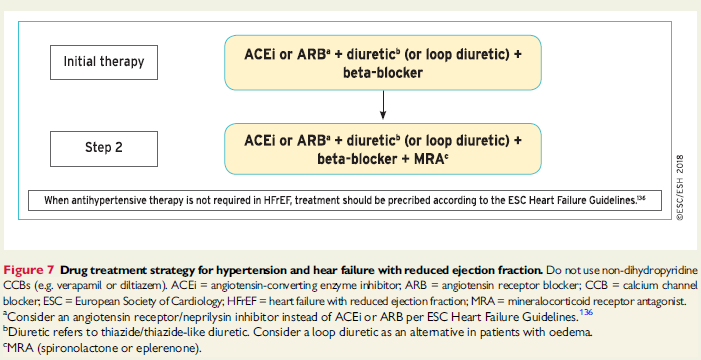 Initial therapy
ACEi or ARBᵃ + diureticᵇ (or loop diuretic) +
beta-blocker
Step 2
ACEi or ARBᵃ + diureticᵇ (or loop diuretic) +
beta-blocker + MRAᶜ
When antihypertensive therapy is not required in HFrEF, treatment should be precribed according to the ESC Heart Failure Guidelines.¹³⁶
©ESC/ESH 2018
Figure 7 Drug treatment strategy for hypertension and hear failure with reduced ejection fraction. Do not use non-dihydropyridine
CCBs (e.g. verapamil or diltiazem). ACEi = angiotensin-converting enzyme inhibitor; ARB = angiotensin receptor blocker; CCB = calcium channel
blocker; ESC = European Society of Cardiology; HFrEF = heart failure with reduced ejection fraction; MRA = mineralocorticoid receptor antagonist.
ᵃConsider an angiotensin receptor/neprilysin inhibitor instead of ACEi or ARB per ESC Heart Failure Guidelines.¹³⁶
ᵇDiuretic refers to thiazide/thiazide-like diuretic. Consider a loop diuretic as an alternative in patients with oedema.
ᶜMRA (spironolactone or eplerenone).